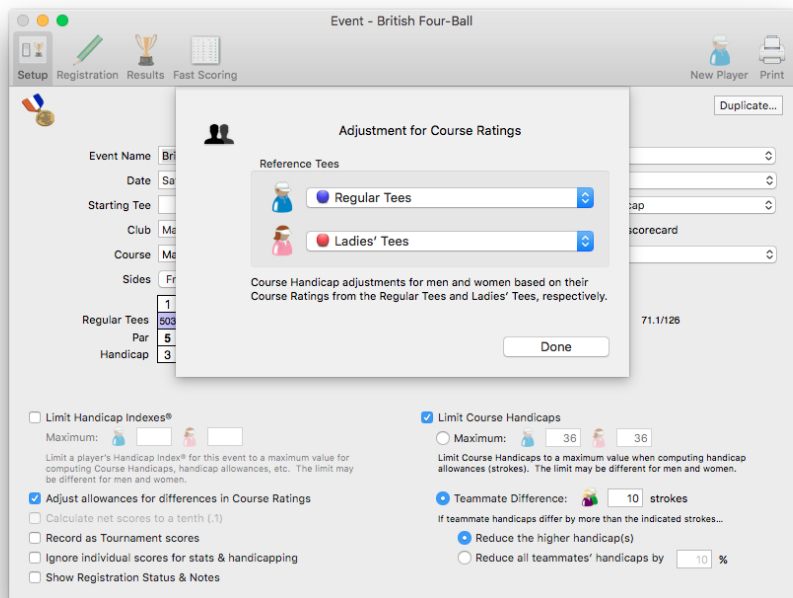 Event - British Four-Ball
Setup Registration Results Fast Scoring New Player Print
Duplicate...
Adjustment for Course Ratings
Reference Tees
Regular Tees
Ladies' Tees
Course Handicap adjustments for men and women based on their
Course Ratings from the Regular Tees and Ladies' Tees, respectively.
Done
Event Name Bri
Date Sa
Starting Tee cap
Club Ma scorecard
Course Ma
Sides Fr
1
Regular Tees 503 71.1/126
Par 5
Handicap 3
Limit Handicap Indexes®
Maximum:
Limit a player's Handicap Index® for this event to a maximum value for
computing Course Handicaps, handicap allowances, etc. The limit may
be different for men and women.
Adjust allowances for differences in Course Ratings
Calculate net scores to a tenth (.1)
Record as Tournament scores
Ignore individual scores for stats & handicapping
Show Registration Status & Notes
Limit Course Handicaps
Maximum: 36 36
Limit Course Handicaps to a maximum value when computing handicap
allowances (strokes). The limit may be different for men and women.
Teammate Difference: 10 strokes
If teammate handicaps differ by more than the indicated strokes...
Reduce the higher handicap(s)
Reduce all teammates' handicaps by 10 %